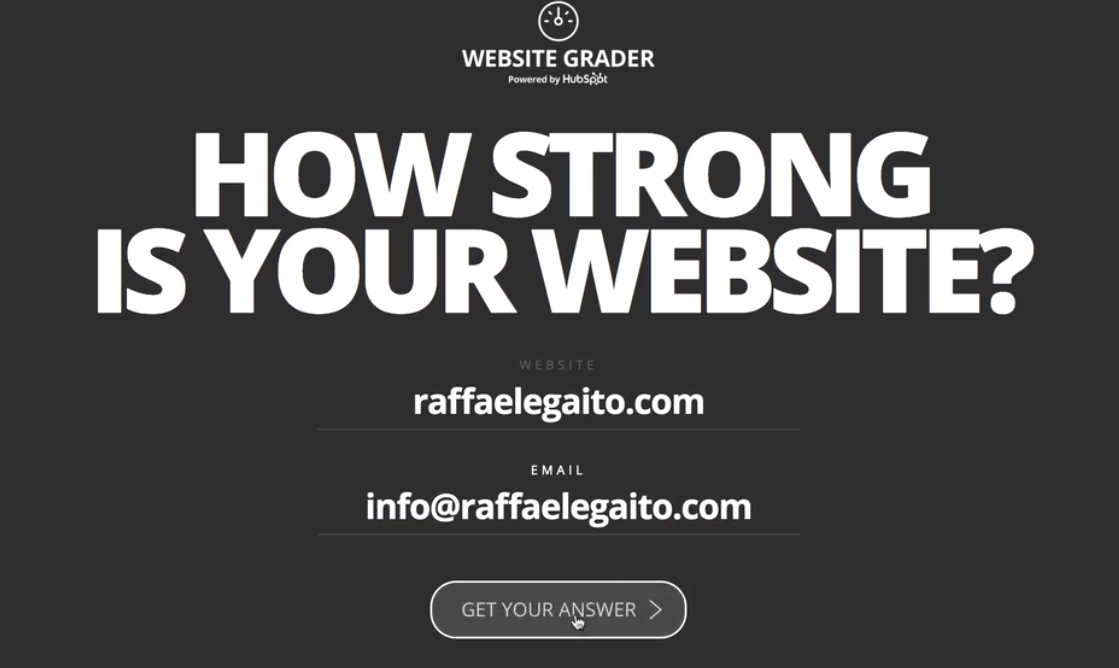 WEBSITE GRADER
Powered by HubSpot
HOW STRONG
IS YOUR WEBSITE?
WEBSITE
raffaelegaito.com
EMAIL
info@raffaelegaito.com
GET YOUR ANSWER